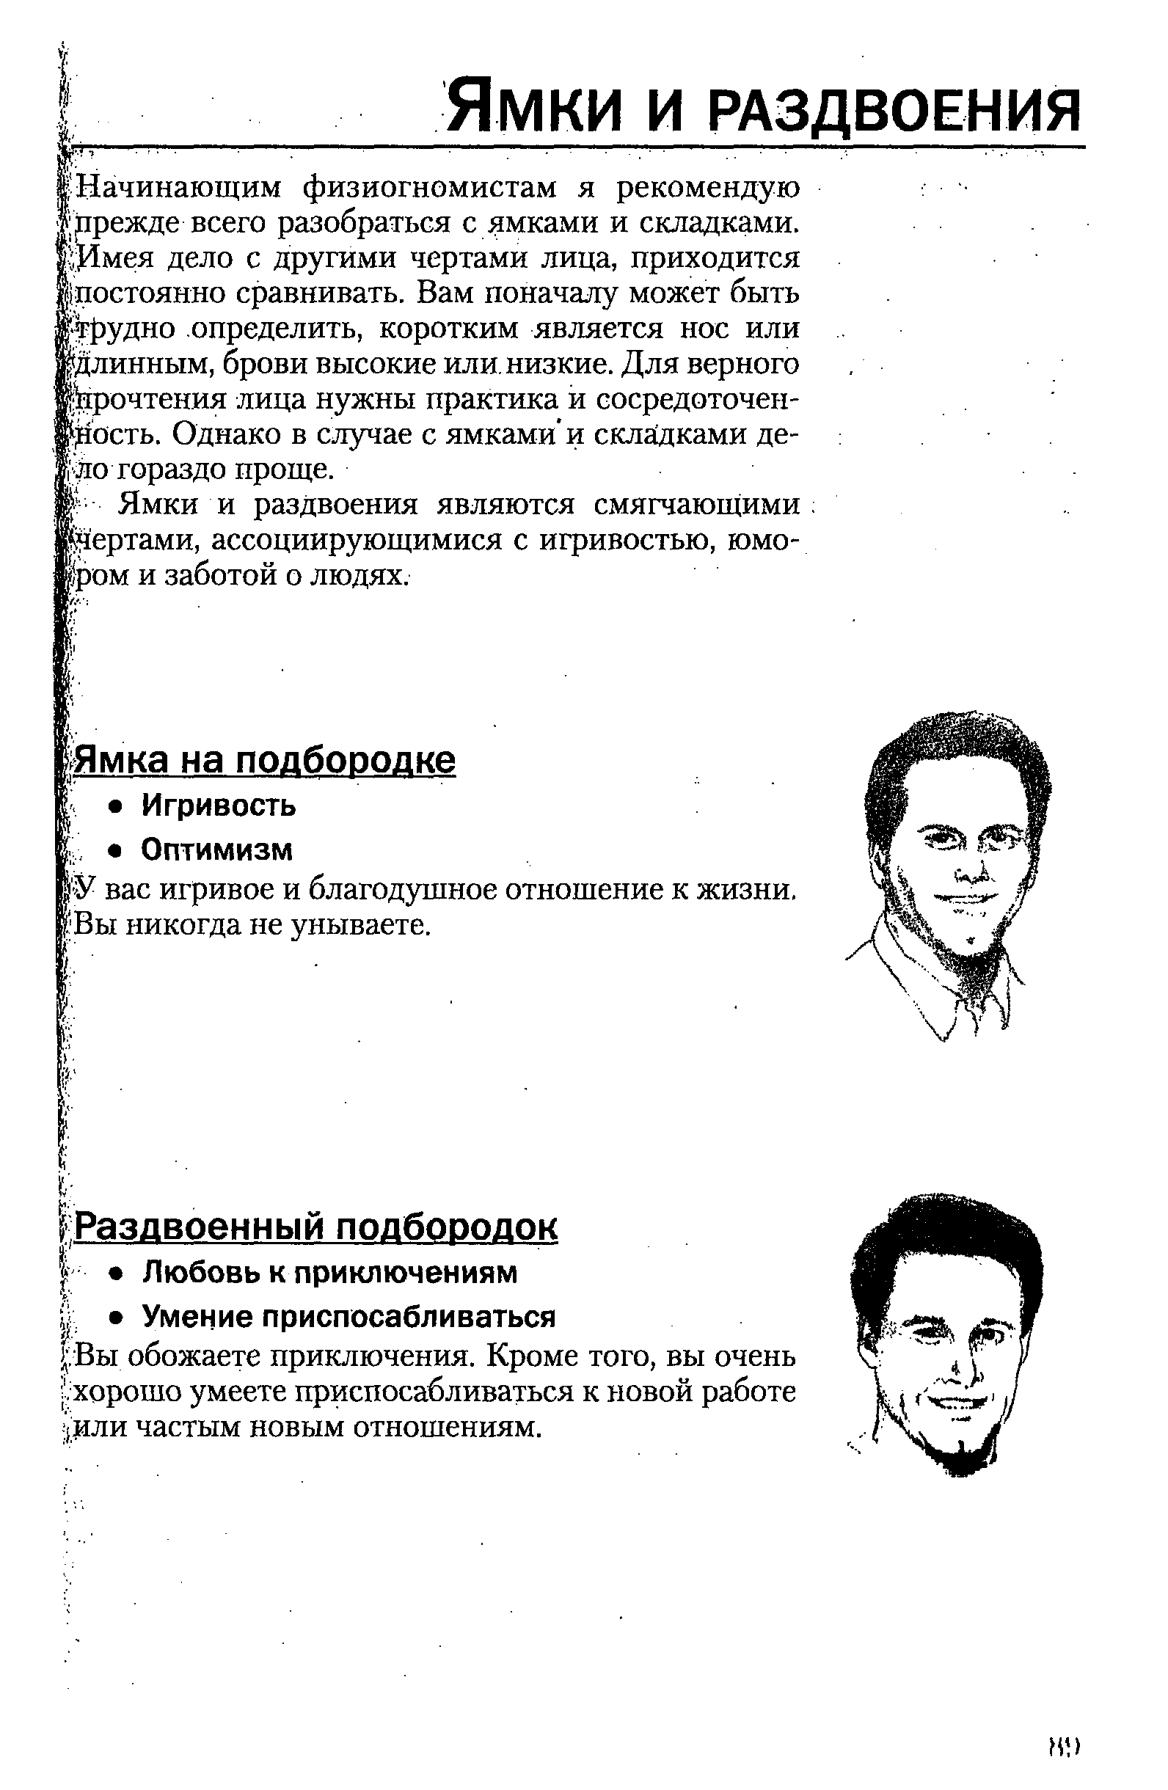 Ямки и раздвоения
Начинающим физиогномистам я рекомендую
прежде всего разобраться с ямками и складками.
Имея дело с другими чертами лица, приходится
постоянно сравнивать. Вам поначалу может быть
трудно определить, коротким является нос или
длинным, брови высокие или низкие. Для верного
прочтения лица нужны практика и сосредоточен-
ность. Однако в случае с ямками и складками де-
ло гораздо проще.
Ямки и раздвоения являются смягчающими
чертами, ассоциирующимися с игривостью, юмо-
ром и заботой о людях.
Ямка на подбородке
• Игривость
• Оптимизм
У вас игривое и благодушное отношение к жизни.
Вы никогда не унываете.
Раздвоенный подбородок
• Любовь к приключениям
• Умение приспосабливаться
Вы обожаете приключения. Кроме того, вы очень
хорошо умеете приспосабливаться к новой работе
или частым новым отношениям.
89